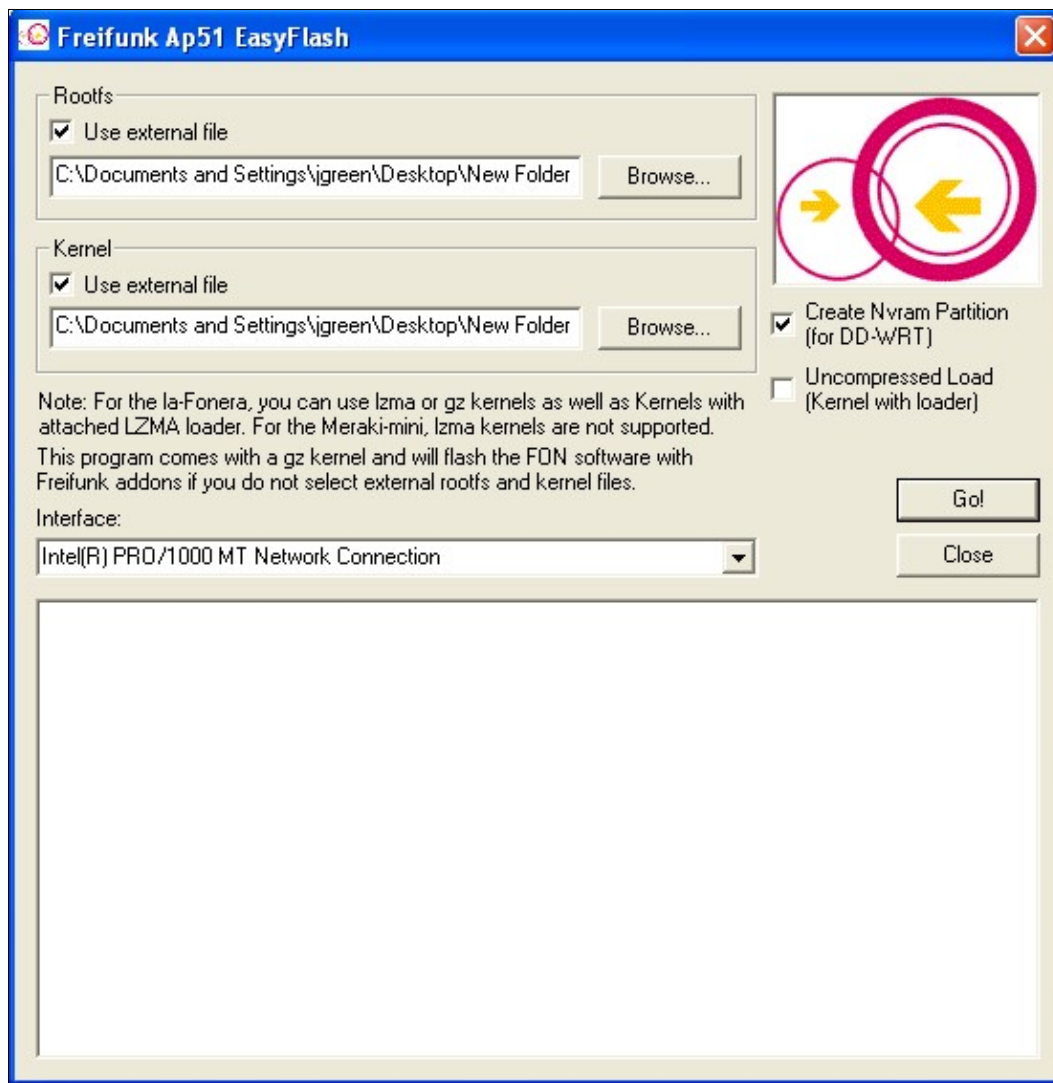 Freifunk Ap51 EasyFlash
Rootfs
Use external file
C:\Documents and Settings\jgreen\Desktop\New Folder
Browse...
Kernel
Use external file
C:\Documents and Settings\jgreen\Desktop\New Folder
Browse...
Create Nvram Partition
(for DD-WRT)
Uncompressed Load
(Kernel with loader)
Note: For the la-Fonera, you can use lzma or gz kernels as well as Kernels with
attached LZMA loader. For the Meraki-mini, lzma kernels are not supported.
This program comes with a gz kernel and will flash the FON software with
Freifunk addons if you do not select external rootfs and kernel files.
Go!
Interface:
Intel(R) PRO/1000 MT Network Connection
Close